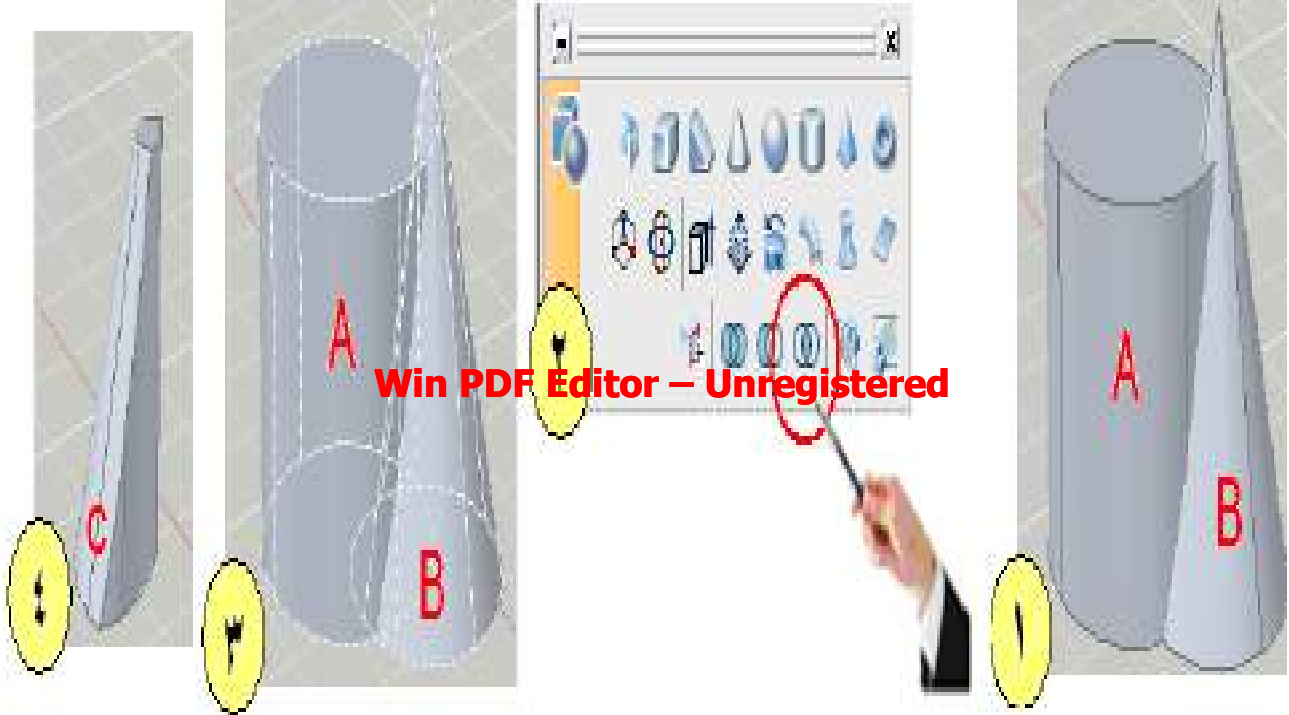 A
B
١
٢
A
B
٣
C
٤
Win PDF Editor – Unregistered